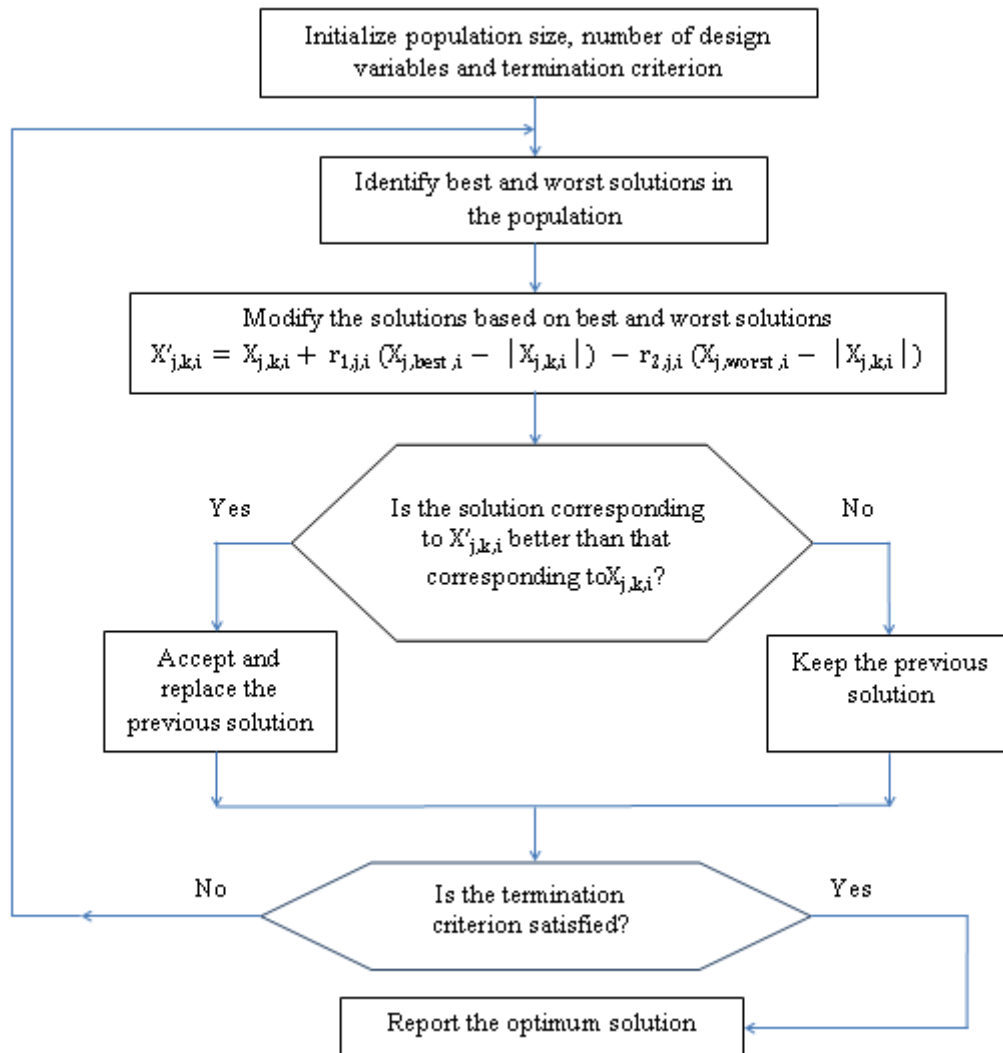 Initialize population size, number of design
variables and termination criterion
Identify best and worst solutions in
the population
Modify the solutions based on best and worst solutions
X'j,k,i = Xj,k,i + r1,j,i (Xj,best,i − |Xj,k,i|) − r2,j,i (Xj,worst,i − |Xj,k,i|)
Yes
No
Is the solution corresponding
to X'j,k,i better than that
corresponding toXj,k,i?
Accept and
replace the
previous solution
Keep the previous
solution
No
Yes
Is the termination
criterion satisfied?
Report the optimum solution